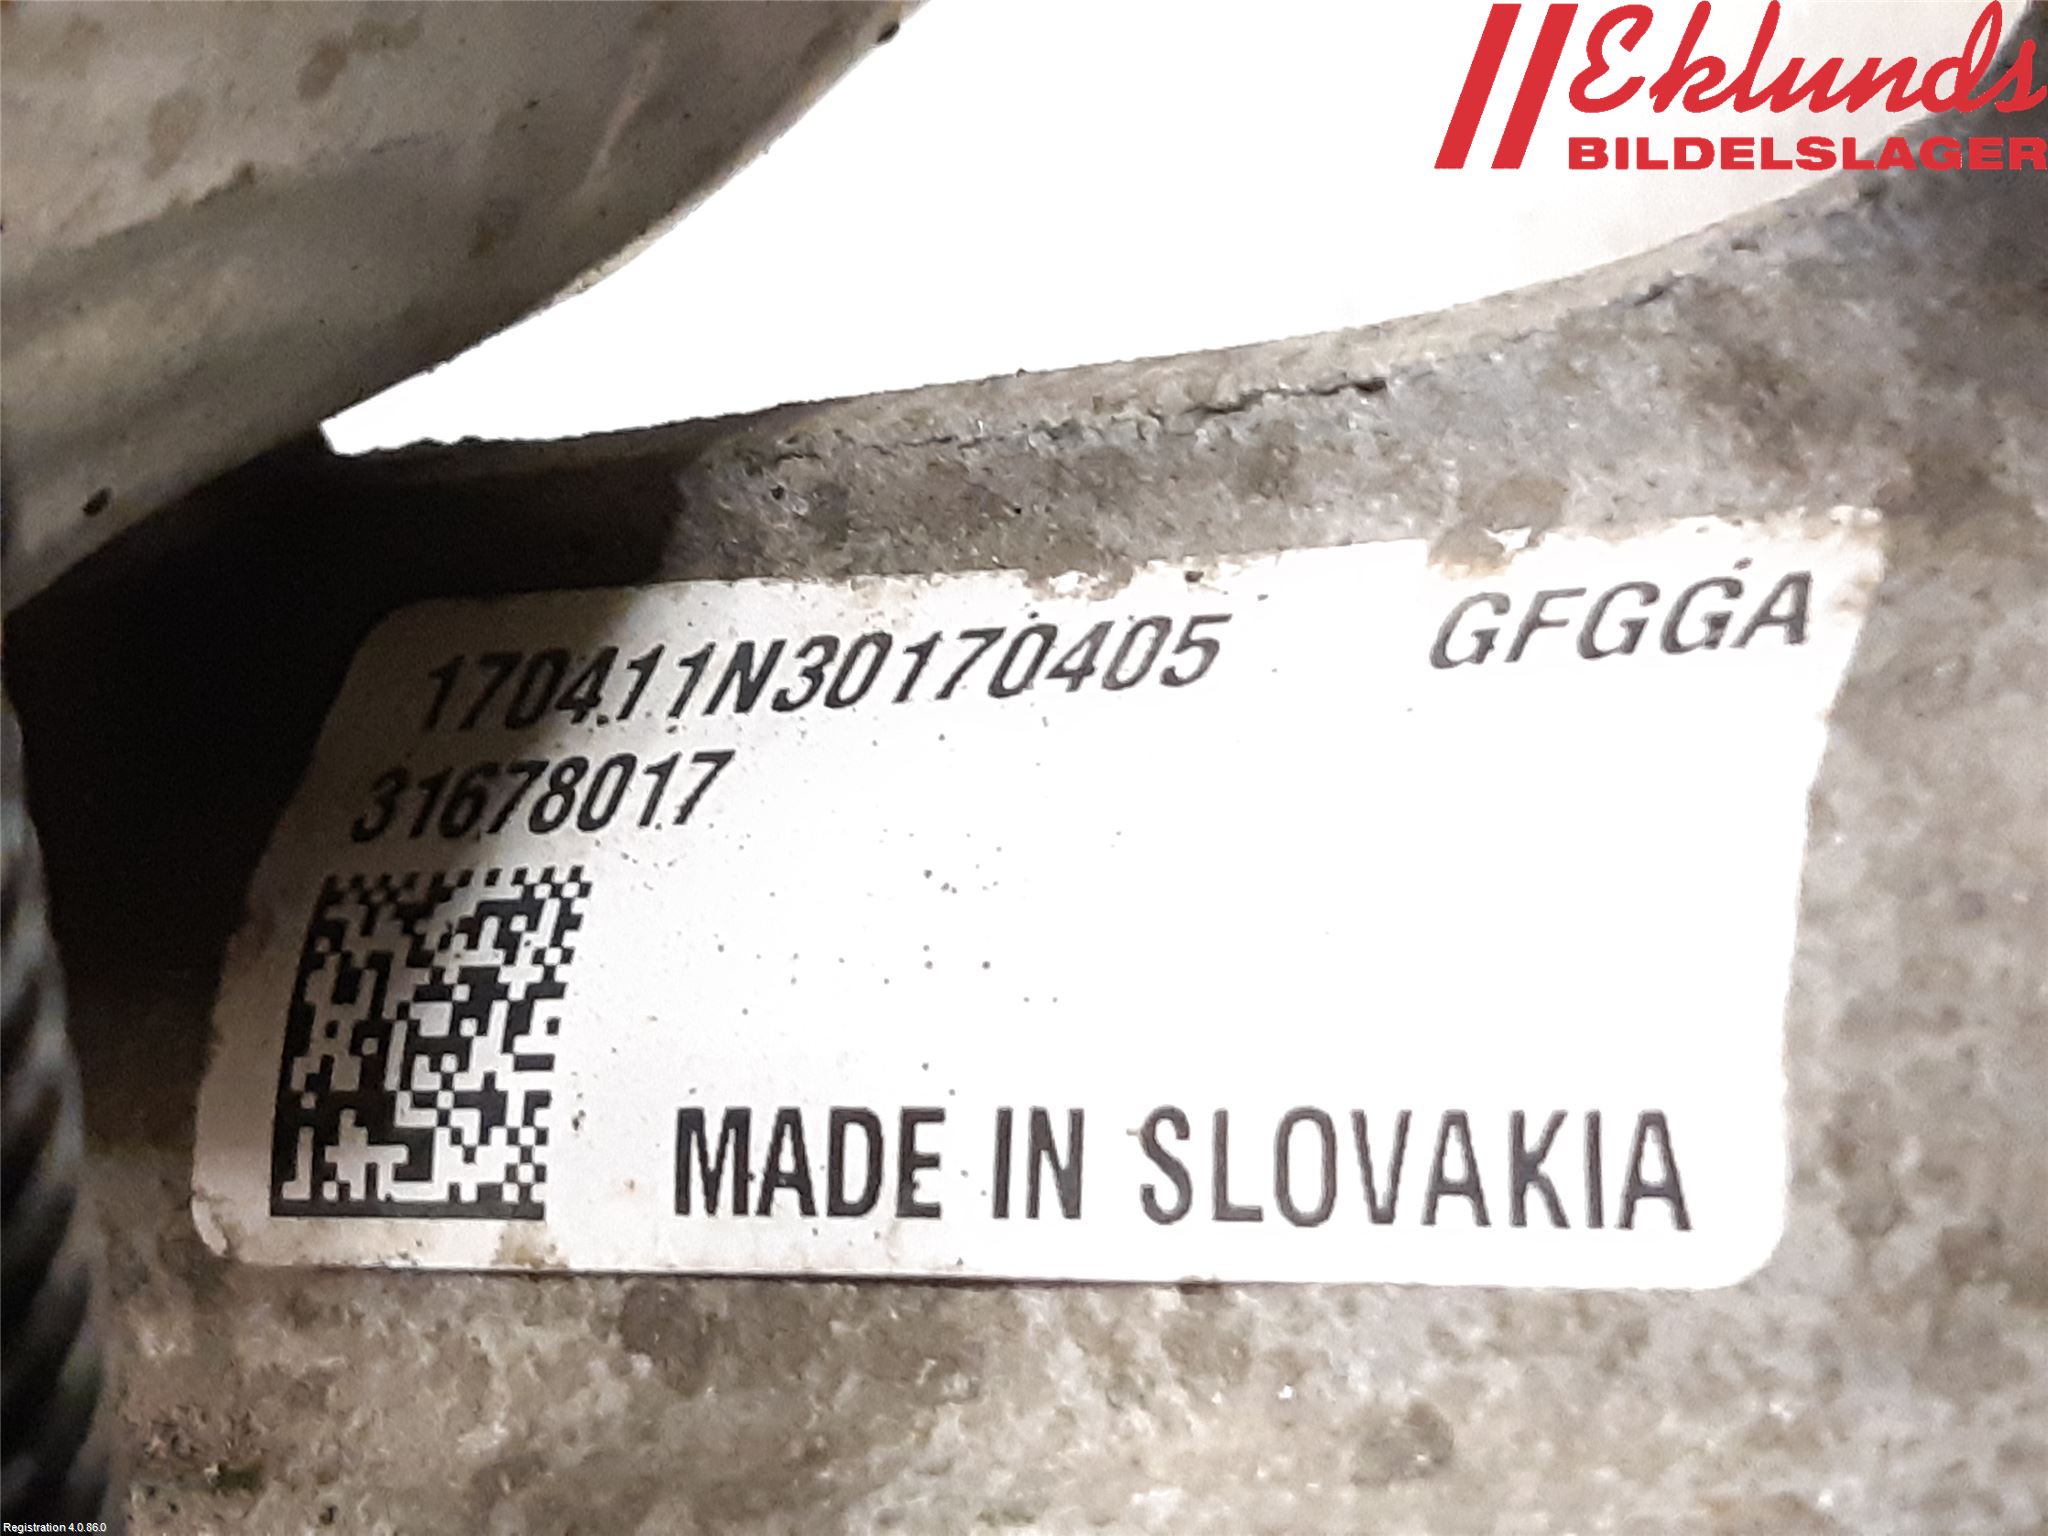 Eklunds
BILDELSLAGER
170411N30170405 GFGGA
31678017
MADE IN SLOVAKIA
Registration 4.0.86.0